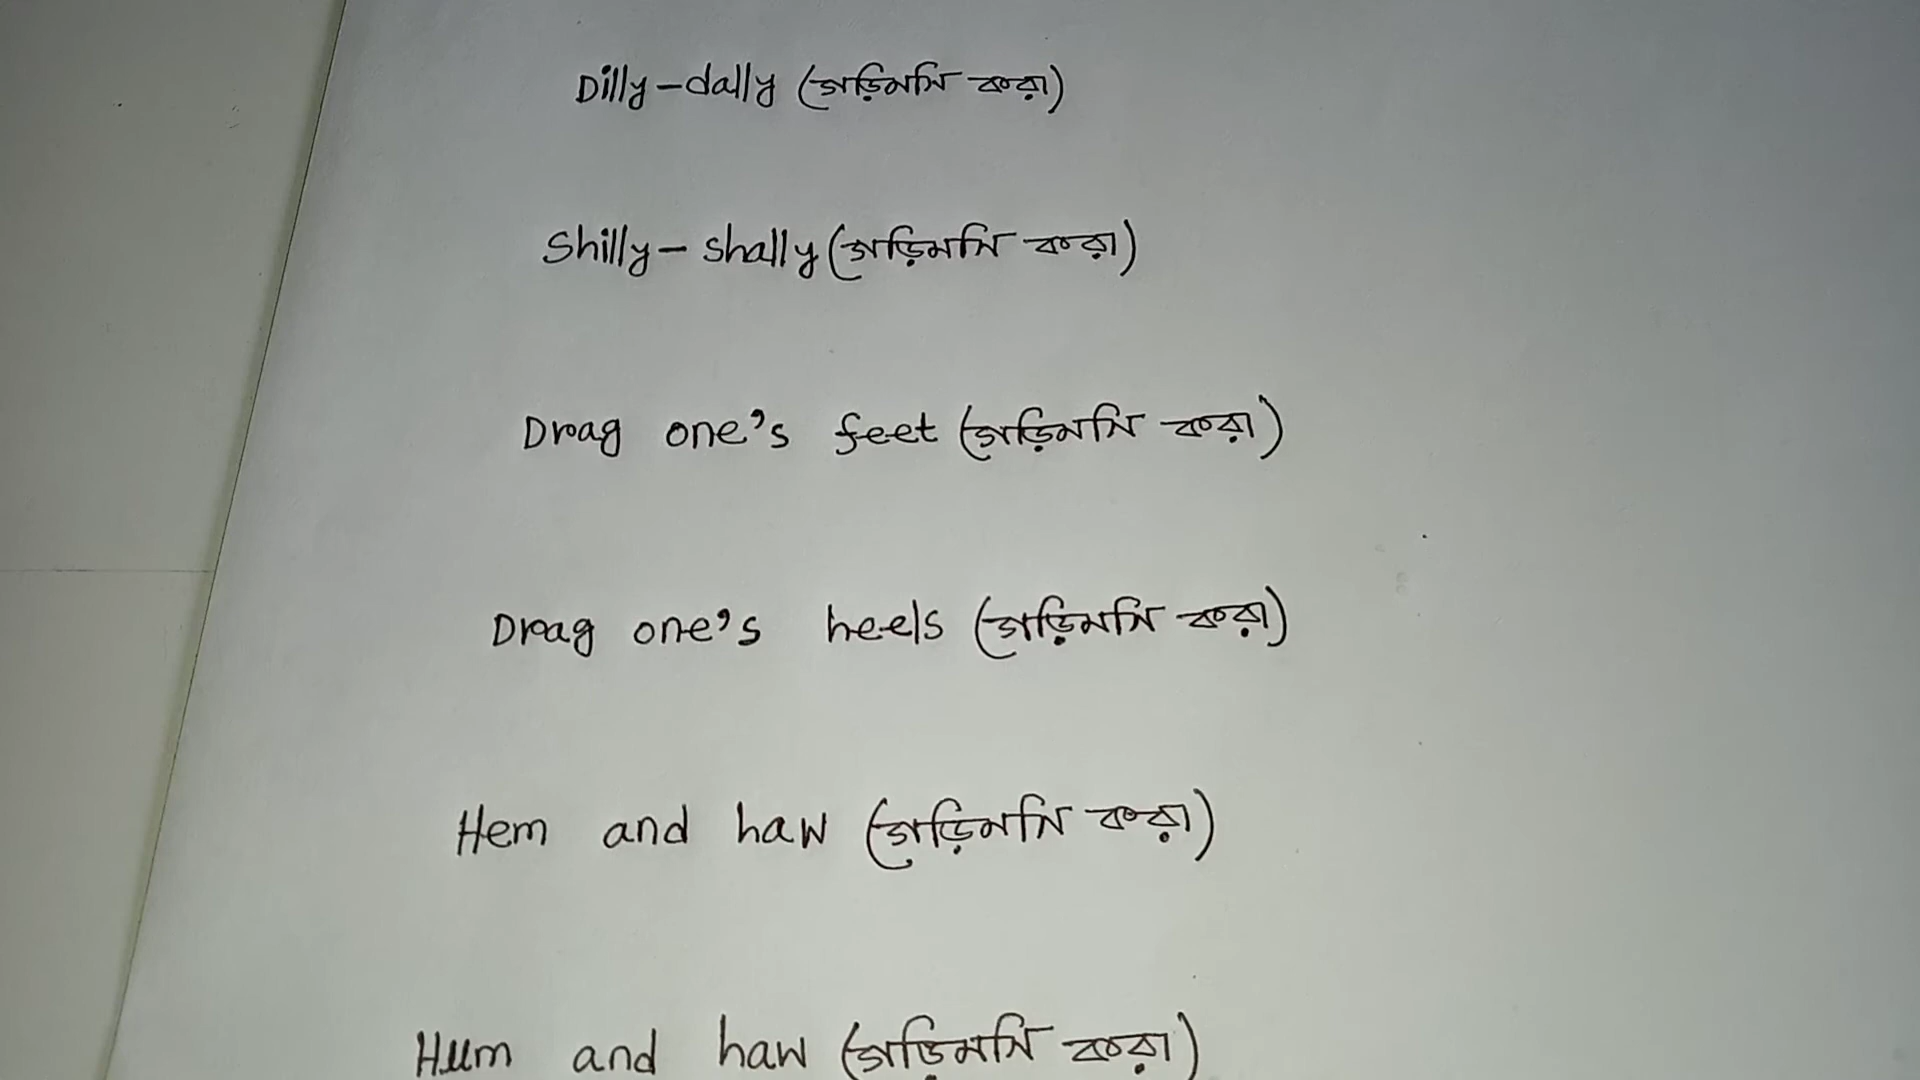 Dilly-dally (গড়িমসি করা)
Shilly-shally (গড়িমসি করা)
Drag one's feet (গড়িমসি করা)
Drag one's heels (গড়িমসি করা)
Hem and haw (গড়িমসি করা)
Hum and haw (গড়িমসি করা)